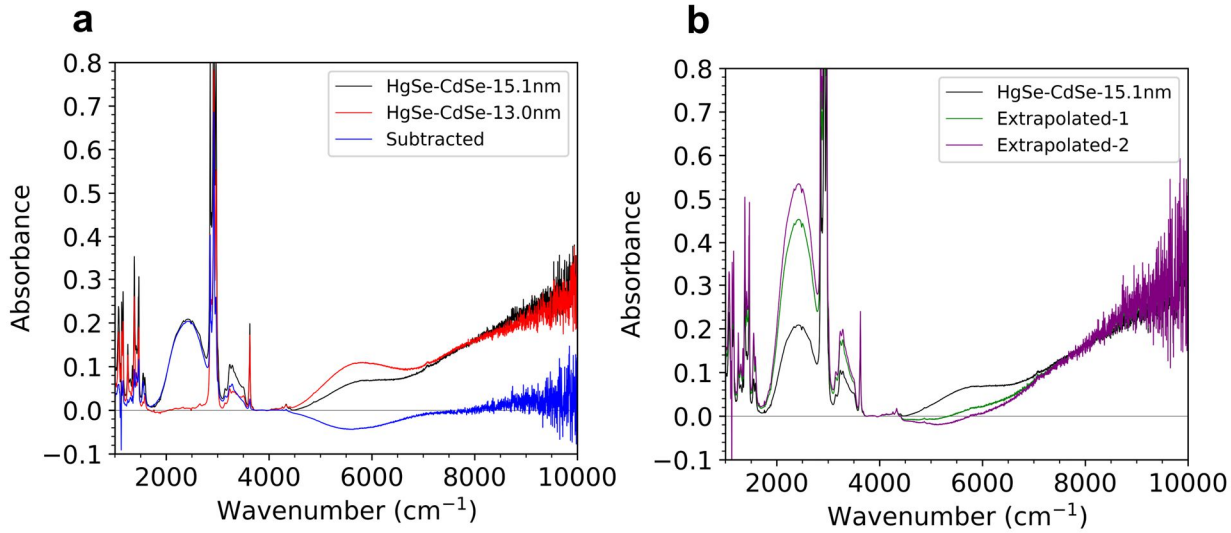 a
HgSe-CdSe-15.1nm
HgSe-CdSe-13.0nm
Subtracted
0.8
0.7
0.6
0.5
0.4
0.3
0.2
0.1
0.0
−0.1
Absorbance
2000 4000 6000 8000 10000
Wavenumber (cm⁻¹)
b
HgSe-CdSe-15.1nm
Extrapolated-1
Extrapolated-2
0.8
0.7
0.6
0.5
0.4
0.3
0.2
0.1
0.0
−0.1
Absorbance
2000 4000 6000 8000 10000
Wavenumber (cm⁻¹)